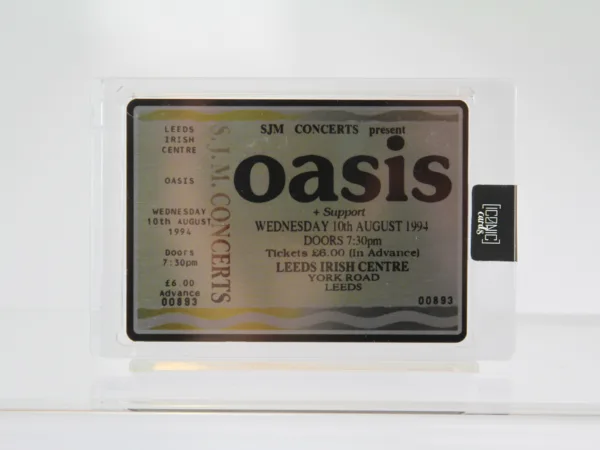 LEEDS
IRISH
CENTRE
OASIS
WEDNESDAY
10th AUGUST
1994
Doors
7:30pm
£6.00
Advance
00893
S.J.M. CONCERTS
SJM CONCERTS present
oasis
+ Support
WEDNESDAY 10th AUGUST 1994
DOORS 7:30pm
Tickets £6.00 (in Advance)
LEEDS IRISH CENTRE
YORK ROAD
LEEDS
00893
[ICONIC]
cards